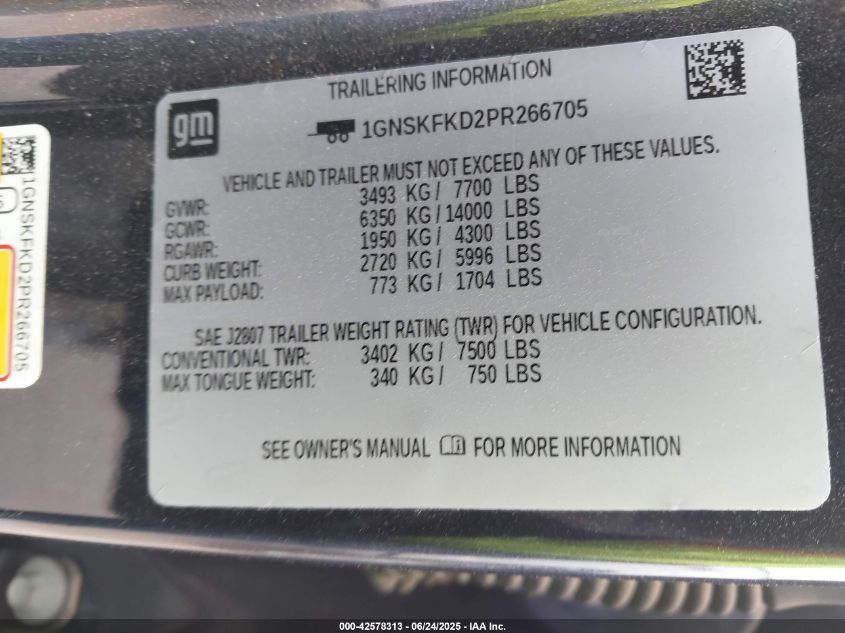 TRAILERING INFORMATION
gm
1GNSKFKD2PR266705
VEHICLE AND TRAILER MUST NOT EXCEED ANY OF THESE VALUES.
GVWR: 3493 KG / 7700 LBS
GCWR: 6350 KG / 14000 LBS
RGAWR: 1950 KG / 4300 LBS
CURB WEIGHT: 2720 KG / 5996 LBS
MAX PAYLOAD: 773 KG / 1704 LBS
SAE J2807 TRAILER WEIGHT RATING (TWR) FOR VEHICLE CONFIGURATION.
CONVENTIONAL TWR: 3402 KG / 7500 LBS
MAX TONGUE WEIGHT: 340 KG / 750 LBS
SEE OWNER'S MANUAL FOR MORE INFORMATION
1GNSKFKD2PR266705
000-42578313 - 06/24/2025 - IAA Inc.